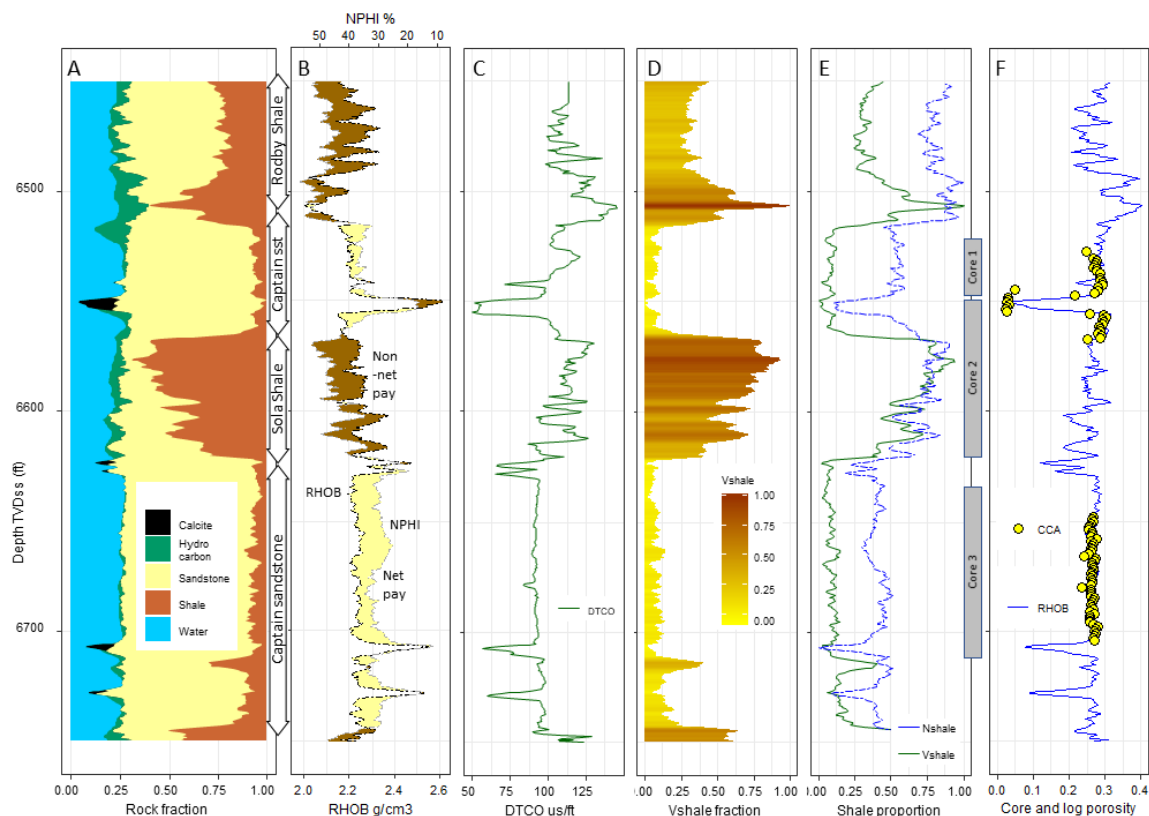 NPHI %
50 40 30 20 10
A
B
C
D
E
F
6500
6600
6700
Depth TVDss (ft)
Rodby Shale
Captain sst
Sola Shale
Captain sandstone
Non
-net
pay
RHOB
NPHI
Net
pay
Calcite
Hydro
carbon
Sandstone
Shale
Water
DTCO
Vshale
1.00
0.75
0.50
0.25
0.00
Nshale
Vshale
Core 1
Core 2
Core 3
CCA
RHOB
0.00 0.25 0.50 0.75 1.00
Rock fraction
2.0 2.2 2.4 2.6
RHOB g/cm3
50 75 100 125
DTCO us/ft
0.00 0.25 0.50 0.75 1.00
Vshale fraction
0.00 0.25 0.50 0.75 1.00
Shale proportion
0.0 0.1 0.2 0.3 0.4
Core and log porosity